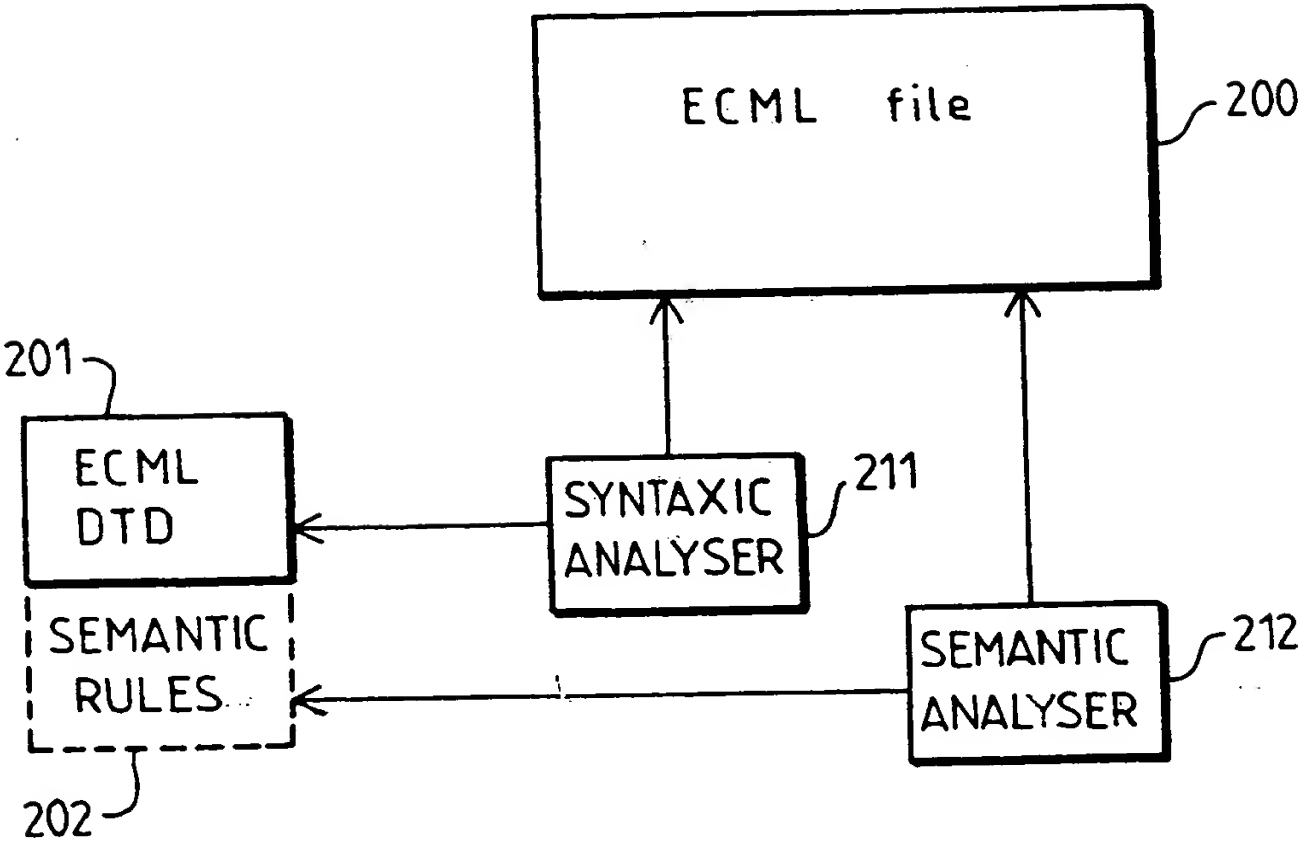 ECML file
200
201
ECML
DTD
SYNTAXIC
ANALYSER
211
SEMANTIC
RULES
202
SEMANTIC
ANALYSER
212